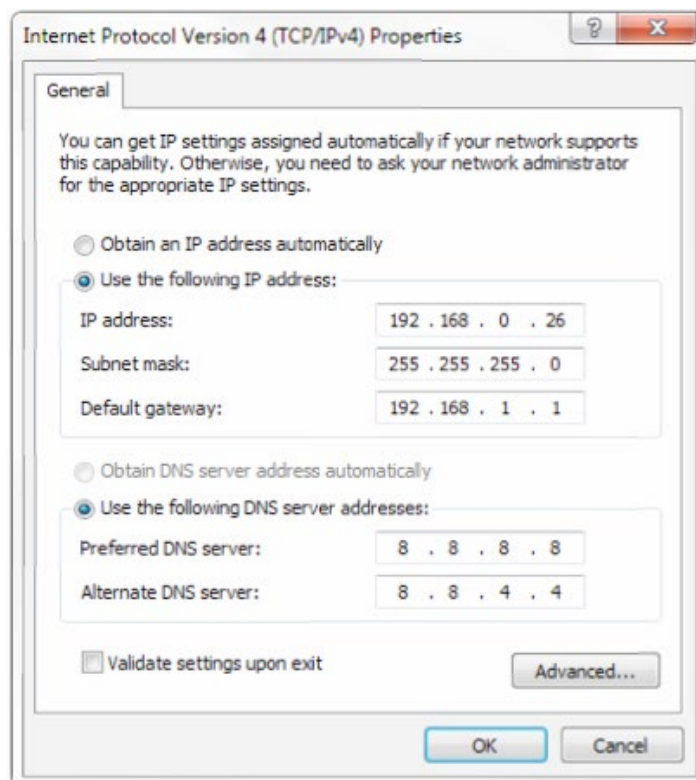 Internet Protocol Version 4 (TCP/IPv4) Properties
General
You can get IP settings assigned automatically if your network supports
this capability. Otherwise, you need to ask your network administrator
for the appropriate IP settings.
Obtain an IP address automatically
Use the following IP address:
IP address: 192 . 168 . 0 . 26
Subnet mask: 255 . 255 . 255 . 0
Default gateway: 192 . 168 . 1 . 1
Obtain DNS server address automatically
Use the following DNS server addresses:
Preferred DNS server: 8 . 8 . 8 . 8
Alternate DNS server: 8 . 8 . 4 . 4
Validate settings upon exit
Advanced...
OK Cancel